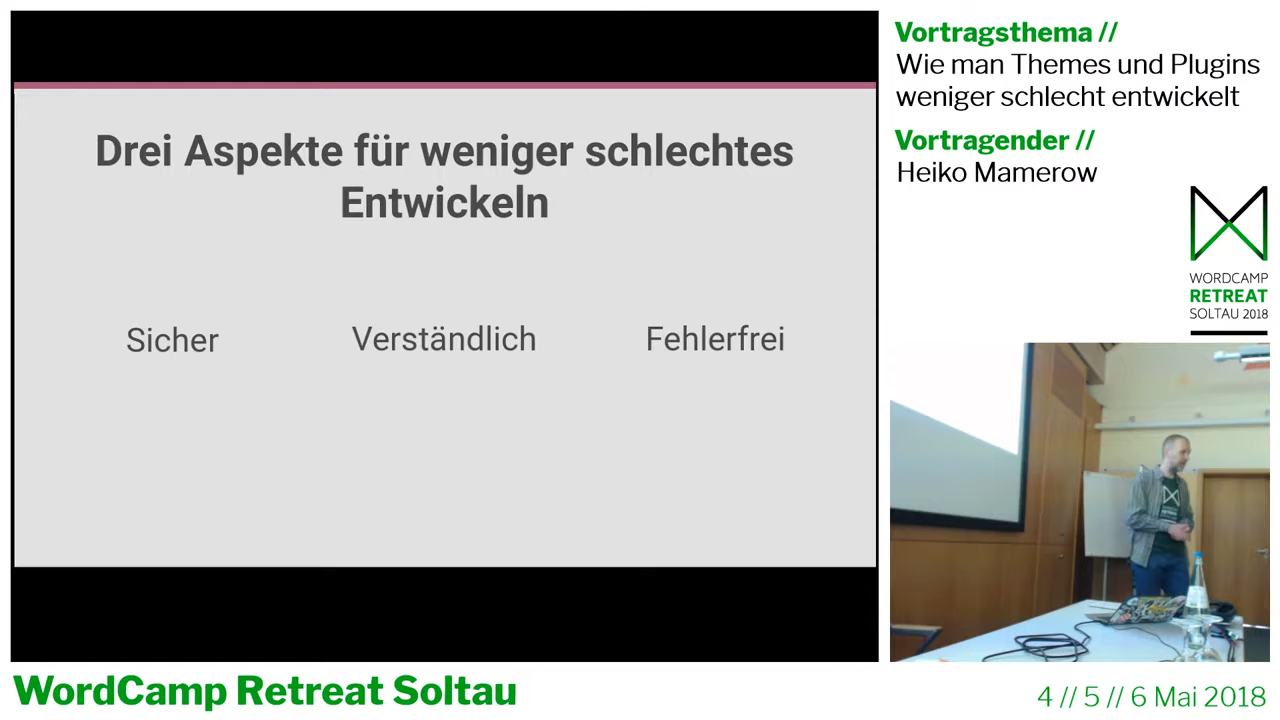 Drei Aspekte für weniger schlechtes
Entwickeln
Sicher
Verständlich
Fehlerfrei
Vortragsthema //
Wie man Themes und Plugins
weniger schlecht entwickelt
Vortragender //
Heiko Mamerow
WORDCAMP
RETREAT
SOLTAU 2018
WordCamp Retreat Soltau
4 // 5 // 6 Mai 2018